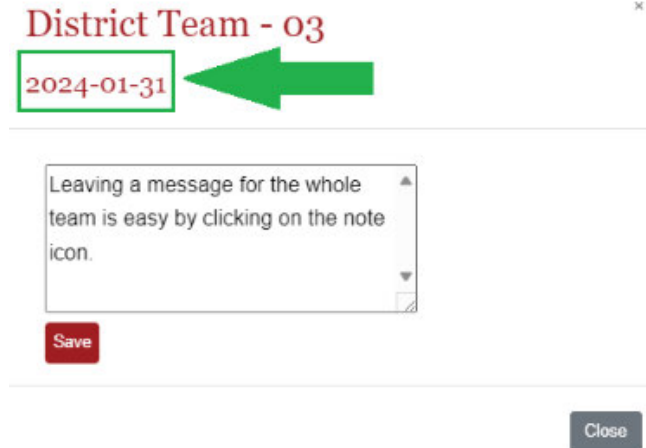 District Team - 03
×
2024-01-31
Leaving a message for the whole
team is easy by clicking on the note
icon.
Save
Close